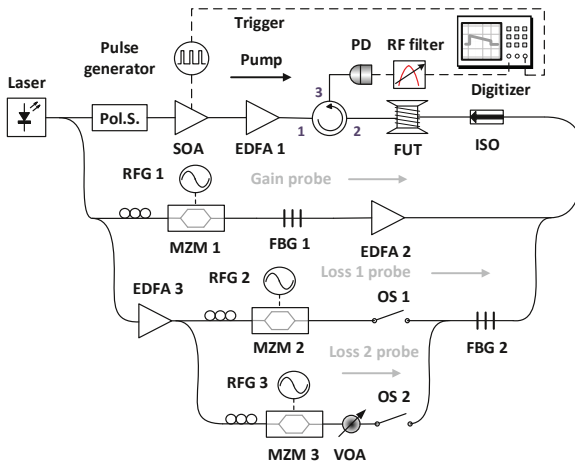 Trigger
Pulse
generator
Pump
PD
RF filter
Laser
3
Digitizer
Pol.S.
1
2
SOA
EDFA 1
FUT
ISO
RFG 1
Gain probe
MZM 1
FBG 1
EDFA 2
EDFA 3
RFG 2
Loss 1 probe
OS 1
MZM 2
FBG 2
RFG 3
Loss 2 probe
OS 2
MZM 3
VOA